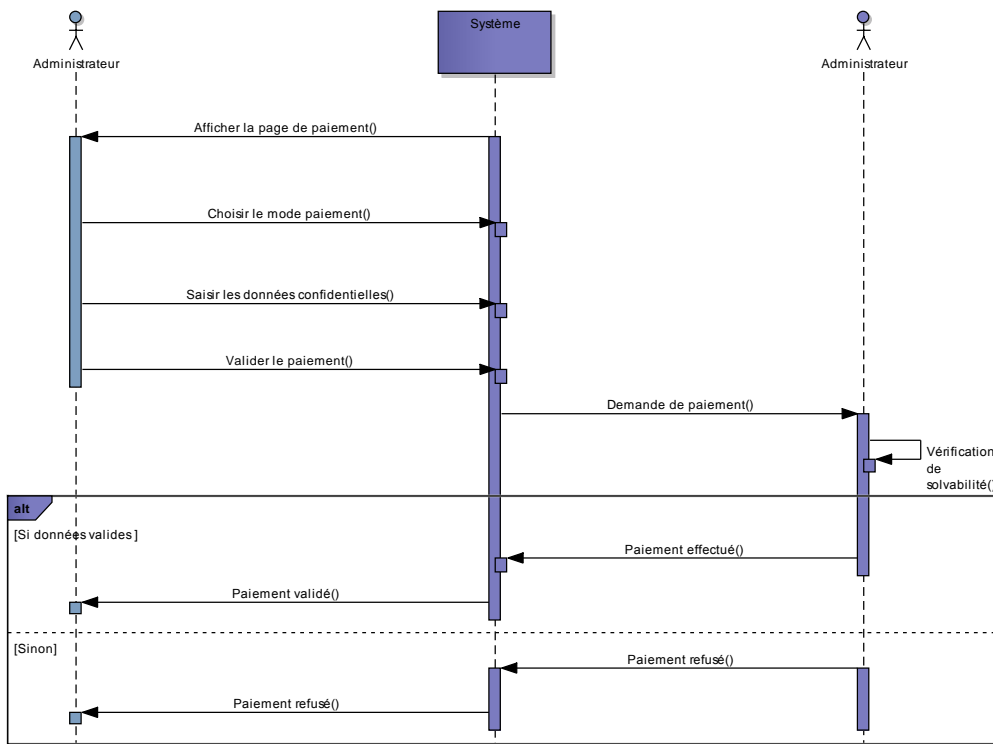 Système
Administrateur
Administrateur
Afficher la page de paiement()
Choisir le mode paiement()
Saisir les données confidentielles()
Valider le paiement()
Demande de paiement()
Vérification
de
solvabilité()
alt
[Si données valides ]
Paiement effectué()
Paiement validé()
[Sinon]
Paiement refusé()
Paiement refusé()